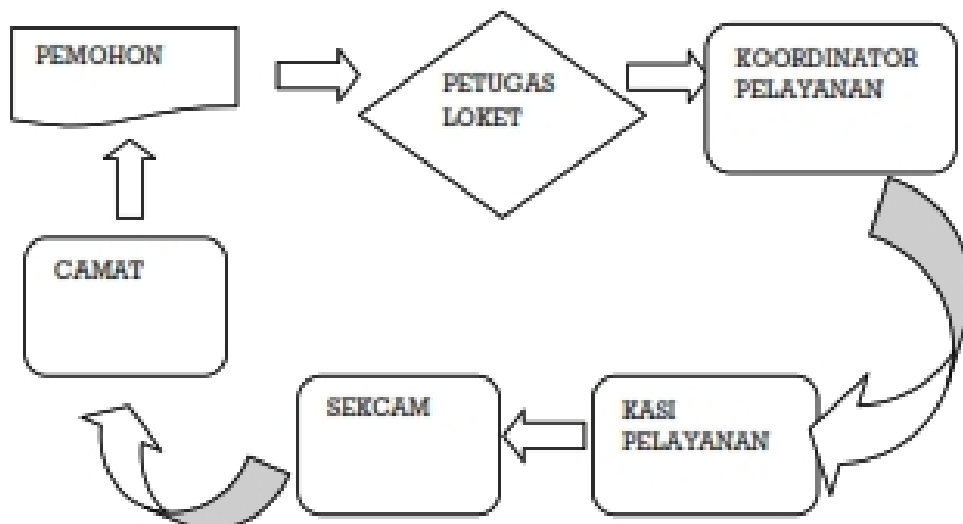 PEMOHON
PETUGAS
LOKET
KOORDINATOR
PELAYANAN
KASI
PELAYANAN
SEKCAM
CAMAT